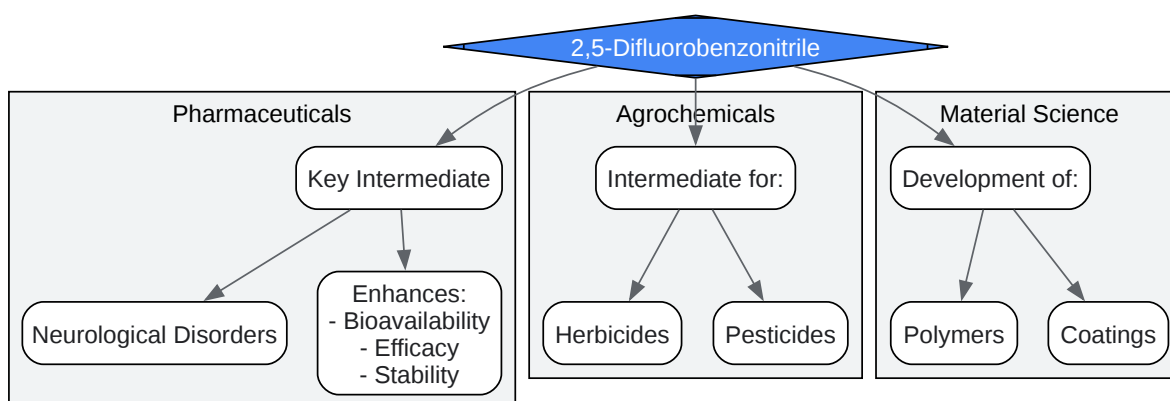 2,5-Difluorobenzonitrile
Pharmaceuticals
Agrochemicals
Material Science
Key Intermediate
Intermediate for:
Development of:
Neurological Disorders
Enhances:
- Bioavailability
- Efficacy
- Stability
Herbicides
Pesticides
Polymers
Coatings